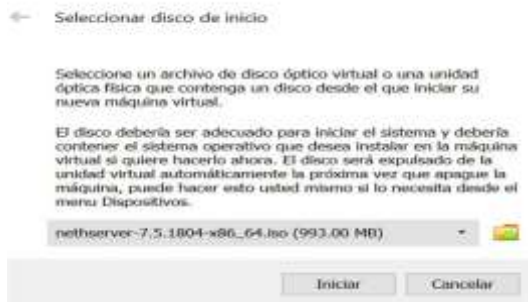 Seleccionar disco de inicio
Seleccione un archivo de disco óptico virtual o una unidad
óptica física que contenga un disco desde el que iniciar su
nueva máquina virtual.
El disco debería ser adecuado para iniciar el sistema y debería
contener el sistema operativo que desea instalar en la máquina
virtual si quiere hacerlo ahora. El disco será expulsado de la
unidad virtual automáticamente la próxima vez que apague la
máquina, puede hacer esto usted mismo si lo necesita desde el
menu Dispositivos.
nethserver-7.5.1804-x86_64.iso (993.00 MB)
Iniciar
Cancelar